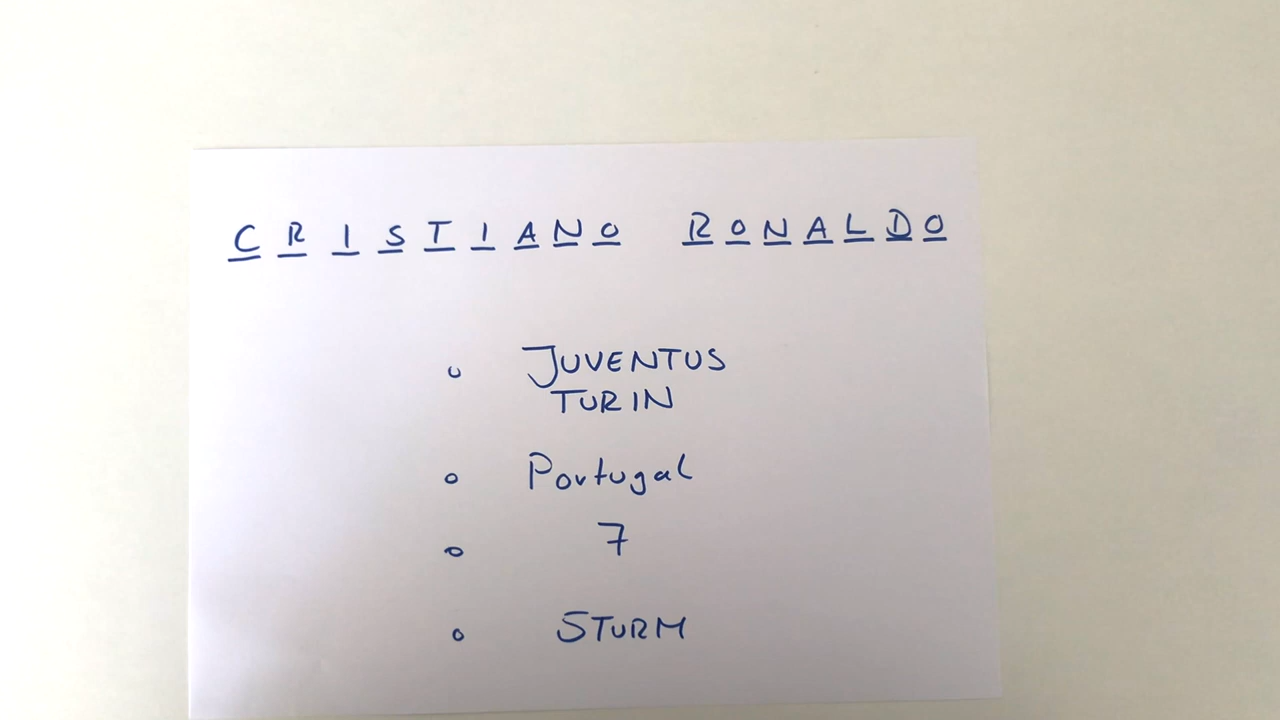 CRISTIANO RONALDO
JUVENTUS
TURIN
Portugal
7
STURM